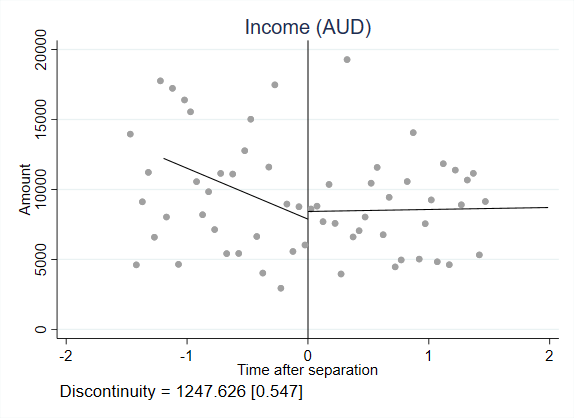 Income (AUD)
20000
15000
10000
5000
0
Amount
-2 -1 0 1 2
Time after separation
Discontinuity = 1247.626 [0.547]